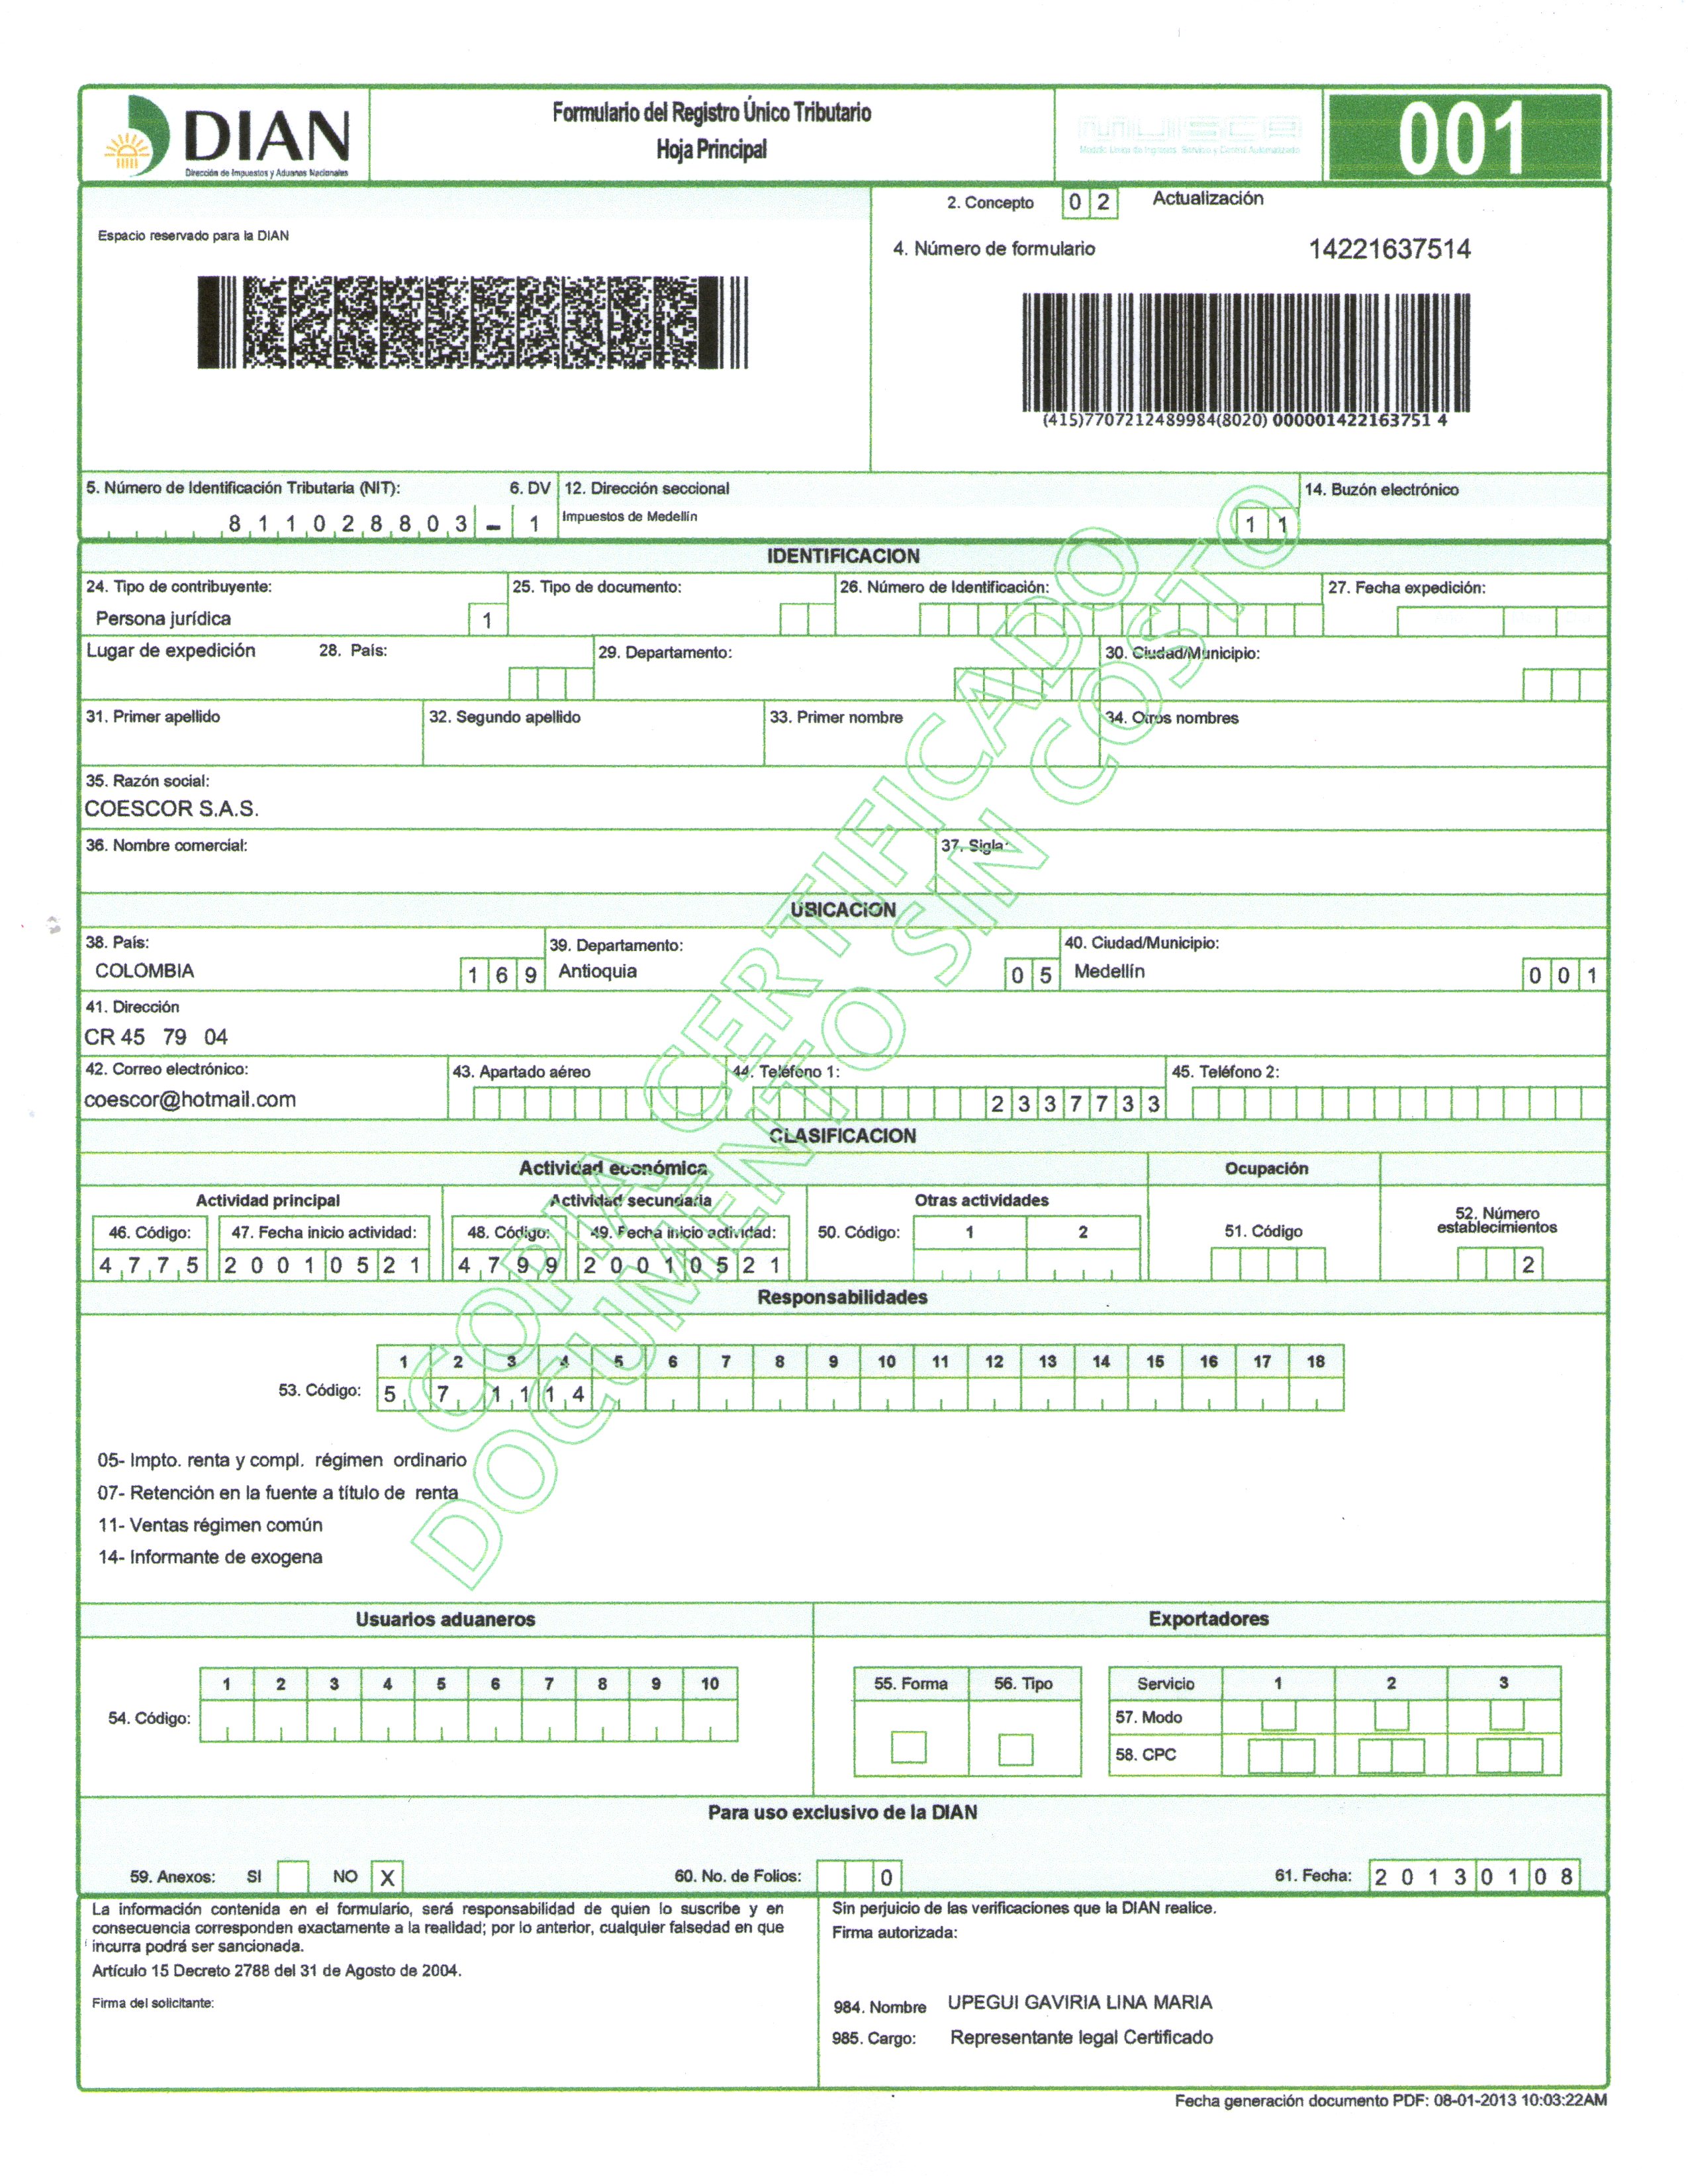 DIAN
Dirección de Impuestos y Aduanas Nacionales
Formulario del Registro Único Tributario
Hoja Principal
MUISCA
Modelo Único de Ingresos, Servicio y Control Automatizado
001
2. Concepto 0 2 Actualización
Espacio reservado para la DIAN
4. Número de formulario 14221637514
(415)7707212489984(8020) 000001422163751 4
5. Número de Identificación Tributaria (NIT): 6. DV 12. Dirección seccional 14. Buzón electrónico
8 1 1 0 2 8 8 0 3 - 1 Impuestos de Medellín 1 1
IDENTIFICACION
24. Tipo de contribuyente: 25. Tipo de documento: 26. Número de Identificación: 27. Fecha expedición:
Persona jurídica 1
Lugar de expedición 28. País: 29. Departamento: 30. Ciudad/Municipio:
31. Primer apellido 32. Segundo apellido 33. Primer nombre 34. Otros nombres
35. Razón social:
COESCOR S.A.S.
36. Nombre comercial: 37. Sigla:
UBICACION
38. País: 39. Departamento: 40. Ciudad/Municipio:
COLOMBIA 1 6 9 Antioquia 0 5 Medellín 0 0 1
41. Dirección
CR 45 79 04
42. Correo electrónico: 43. Apartado aéreo 44. Teléfono 1: 45. Teléfono 2:
coescor@hotmail.com 2 3 3 7 7 3 3
CLASIFICACION
Actividad económica Ocupación
Actividad principal Actividad secundaria Otras actividades 52. Número establecimientos
46. Código: 47. Fecha inicio actividad: 48. Código: 49. Fecha inicio actividad: 50. Código: 1 2 51. Código
4 7 7 5 2 0 0 1 0 5 2 1 4 7 9 9 2 0 0 1 0 5 2 1 2
Responsabilidades
1 2 3 4 5 6 7 8 9 10 11 12 13 14 15 16 17 18
53. Código: 5 7 1 1 1 4
05- Impto. renta y compl. régimen ordinario
07- Retención en la fuente a título de renta
11- Ventas régimen común
14- Informante de exogena
COPIA CERTIFICADO
DOCUMENTO SIN COSTO
Usuarios aduaneros Exportadores
1 2 3 4 5 6 7 8 9 10 55. Forma 56. Tipo Servicio 1 2 3
54. Código: 57. Modo
58. CPC
Para uso exclusivo de la DIAN
59. Anexos: SI NO X 60. No. de Folios: 0 61. Fecha: 2 0 1 3 0 1 0 8
La información contenida en el formulario, será responsabilidad de quien lo suscribe y en
consecuencia corresponden exactamente a la realidad; por lo anterior, cualquier falsedad en que
incurra podrá ser sancionada.
Artículo 15 Decreto 2788 del 31 de Agosto de 2004.
Firma del solicitante:
Sin perjuicio de las verificaciones que la DIAN realice.
Firma autorizada:
984. Nombre UPEGUI GAVIRIA LINA MARIA
985. Cargo: Representante legal Certificado
Fecha generación documento PDF: 08-01-2013 10:03:22AM